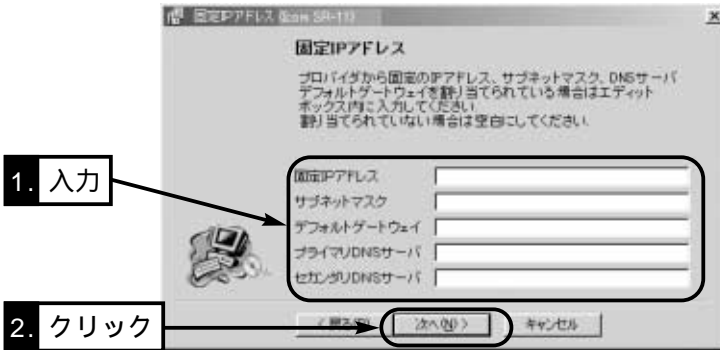 固定IPアドレス (Icom SR-11)
固定IPアドレス
プロバイダから固定のIPアドレス、サブネットマスク、DNSサーバ
デフォルトゲートウェイを割り当てられている場合はエディット
ボックス内に入力してください
割り当てられていない場合は空白にしてください
1. 入力
固定IPアドレス
サブネットマスク
デフォルトゲートウェイ
プライマリDNSサーバ
セカンダリDNSサーバ
2. クリック
< 戻る(B)
次へ(N) >
キャンセル